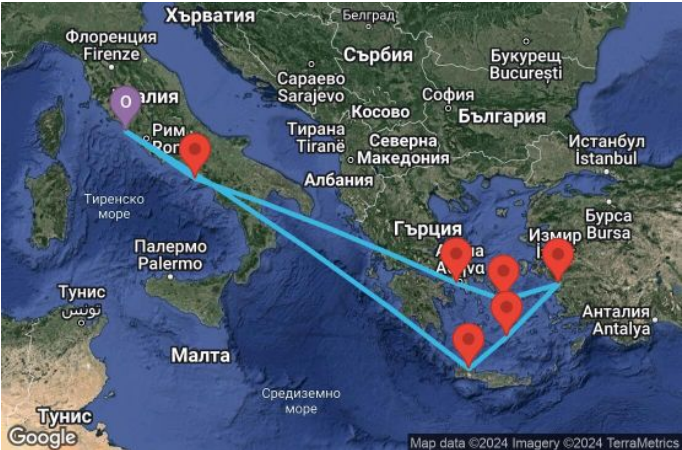 Хърватия
Белград
Флоренция
Firenze
Сърбия
Букурещ
București
Сараево
Sarajevo
О
алия
София
Косово
България
Рим
Тирана
Tiranë
Северна
Македония
Истанбул
İstanbul
Албания
Тиренско
море
Бурса
Bursa
Гърция
Измир
Палермо
Palermo
Тунис
تونس
Анталия
Antalya
Малта
Средиземно
море
Тунис
Google
Map data ©2024 Imagery ©2024 TerraMetrics